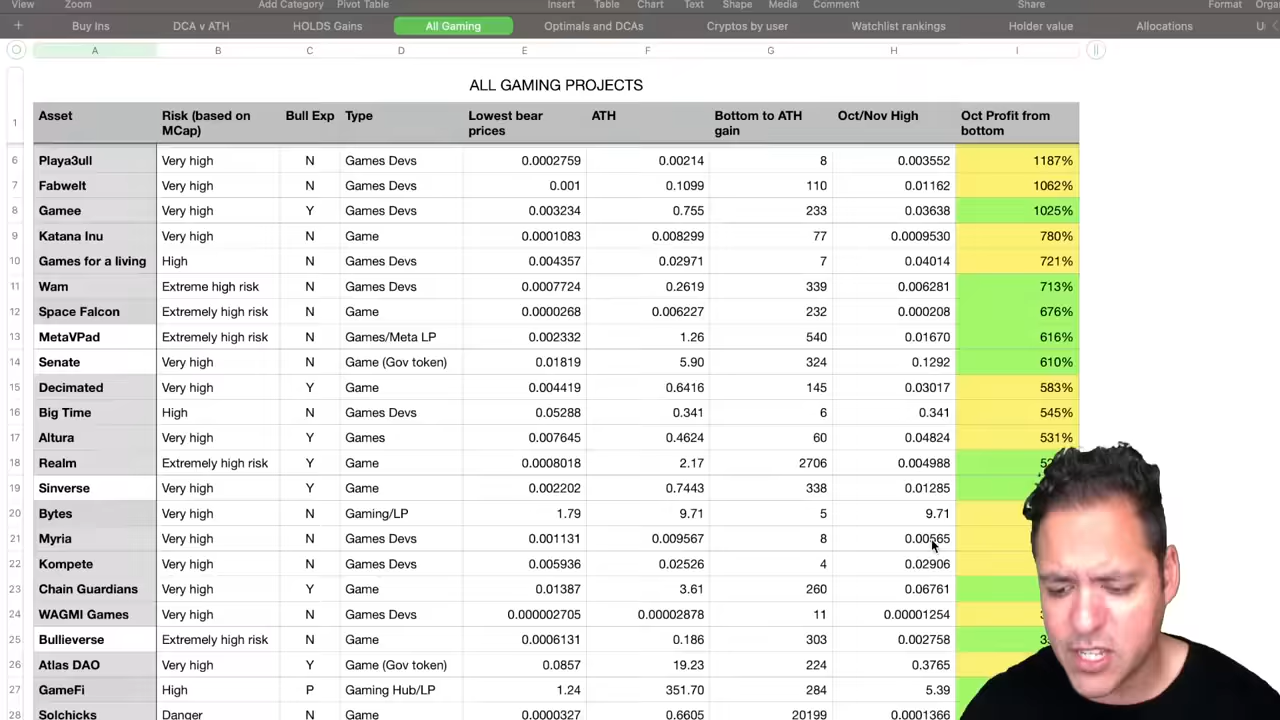 View Zoom Add Category Pivot Table Insert Table Chart Text Shape Media Comment Share Format
+ Buy Ins DCA v ATH HOLDS Gains All Gaming Optimals and DCAs Cryptos by user Watchlist rankings Holder value Allocations
A B C D E F G H I
ALL GAMING PROJECTS
1 Asset Risk (based on MCap) Bull Exp Type Lowest bear prices ATH Bottom to ATH gain Oct/Nov High Oct Profit from bottom
6 Playa3ull Very high N Games Devs 0.0002759 0.00214 8 0.003552 1187%
7 Fabwelt Very high N Games Devs 0.001 0.1099 110 0.01162 1062%
8 Gamee Very high Y Games Devs 0.003234 0.755 233 0.03638 1025%
9 Katana Inu Very high N Game 0.0001083 0.008299 77 0.0009530 780%
10 Games for a living High N Games Devs 0.004357 0.02971 7 0.04014 721%
11 Wam Extreme high risk N Games Devs 0.0007724 0.2619 339 0.006281 713%
12 Space Falcon Extremely high risk N Game 0.0000268 0.006227 232 0.000208 676%
13 MetaVPad Extremely high risk N Games/Meta LP 0.002332 1.26 540 0.01670 616%
14 Senate Very high N Game (Gov token) 0.01819 5.90 324 0.1292 610%
15 Decimated Very high Y Game 0.004419 0.6416 145 0.03017 583%
16 Big Time High N Games Devs 0.05288 0.341 6 0.341 545%
17 Altura Very high Y Games 0.007645 0.4624 60 0.04824 531%
18 Realm Extremely high risk Y Game 0.0008018 2.17 2706 0.004988
19 Sinverse Very high Y Game 0.002202 0.7443 338 0.01285
20 Bytes Very high N Gaming/LP 1.79 9.71 5 9.71
21 Myria Very high N Games Devs 0.001131 0.009567 8 0.00565
22 Kompete Very high N Games Devs 0.005936 0.02526 4 0.02906
23 Chain Guardians Very high Y Game 0.01387 3.61 260 0.06761
24 WAGMI Games Very high N Games Devs 0.000002705 0.00002878 11 0.00001254
25 Bullieverse Extremely high risk N Game 0.0006131 0.186 303 0.002758
26 Atlas DAO Very high Y Game (Gov token) 0.0857 19.23 224 0.3765
27 GameFi High P Gaming Hub/LP 1.24 351.70 284 5.39
28 Solchicks Danger N Game 0.0000327 0.6605 20199 0.0001366